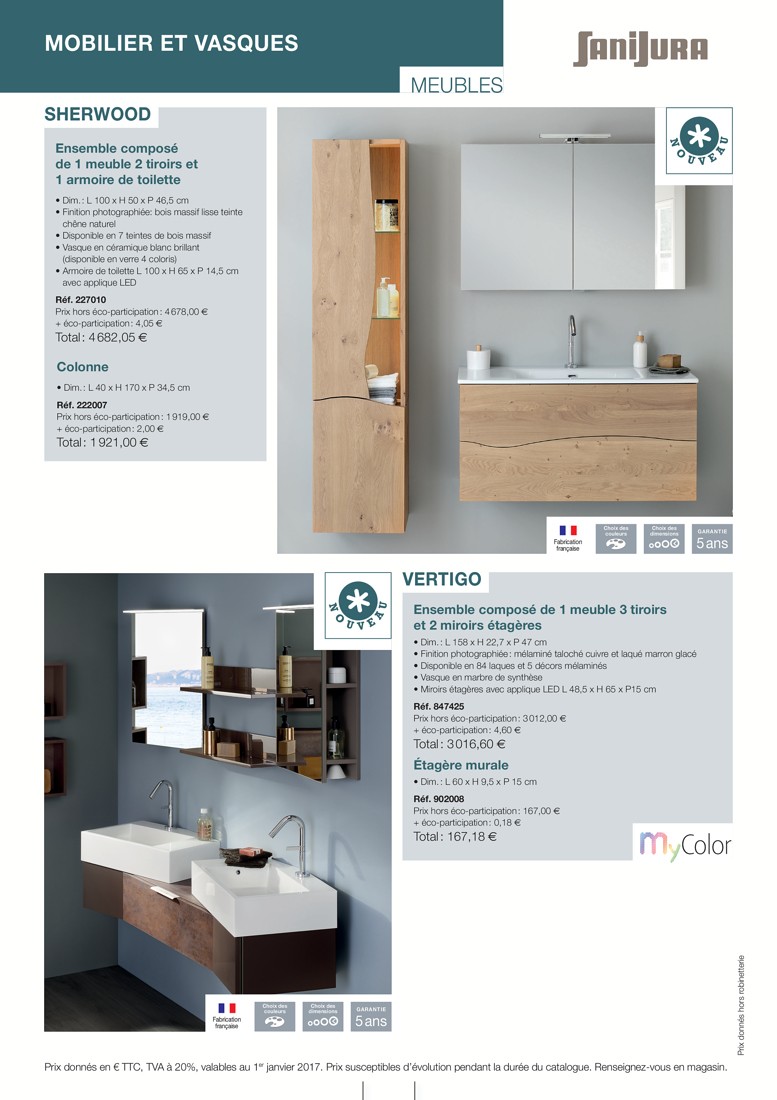 MOBILIER ET VASQUES
SANIJURA
MEUBLES
SHERWOOD
Ensemble composé
de 1 meuble 2 tiroirs et
1 armoire de toilette
• Dim. : L 100 x H 50 x P 46,5 cm
• Finition photographiée: bois massif lisse teinte
chêne naturel
• Disponible en 7 teintes de bois massif
• Vasque en céramique blanc brillant
(disponible en verre 4 coloris)
• Armoire de toilette L 100 x H 65 x P 14,5 cm
avec applique LED
Réf. 227010
Prix hors éco-participation : 4 678,00 €
+ éco-participation : 4,05 €
Total : 4 682,05 €
Colonne
• Dim. : L 40 x H 170 x P 34,5 cm
Réf. 222007
Prix hors éco-participation : 1 919,00 €
+ éco-participation : 2,00 €
Total : 1 921,00 €
NOUVEAU
Fabrication
française
Choix des
couleurs
Choix des
dimensions
GARANTIE
5 ans
NOUVEAU
VERTIGO
Ensemble composé de 1 meuble 3 tiroirs
et 2 miroirs étagères
• Dim. : L 158 x H 22,7 x P 47 cm
• Finition photographiée : mélaminé taloché cuivre et laqué marron glacé
• Disponible en 84 laques et 5 décors mélaminés
• Vasque en marbre de synthèse
• Miroirs étagères avec applique LED L 48,5 x H 65 x P15 cm
Réf. 847425
Prix hors éco-participation : 3 012,00 €
+ éco-participation : 4,60 €
Total : 3 016,60 €
Étagère murale
• Dim. : L 60 x H 9,5 x P 15 cm
Réf. 902008
Prix hors éco-participation : 167,00 €
+ éco-participation : 0,18 €
Total : 167,18 €
MyColor
Fabrication
française
Choix des
couleurs
Choix des
dimensions
GARANTIE
5 ans
Prix donnés hors robinetterie
Prix donnés en € TTC, TVA à 20%, valables au 1er janvier 2017. Prix susceptibles d'évolution pendant la durée du catalogue. Renseignez-vous en magasin.